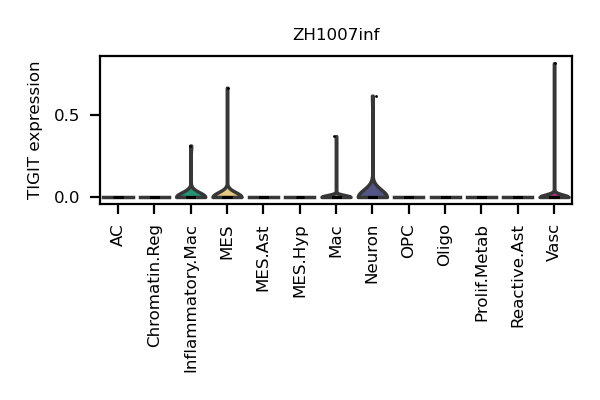 ZH1007inf
TIGIT expression
0.5
0.0
AC
Chromatin.Reg
Inflammatory.Mac
MES
MES.Ast
MES.Hyp
Mac
Neuron
OPC
Oligo
Prolif.Metab
Reactive.Ast
Vasc